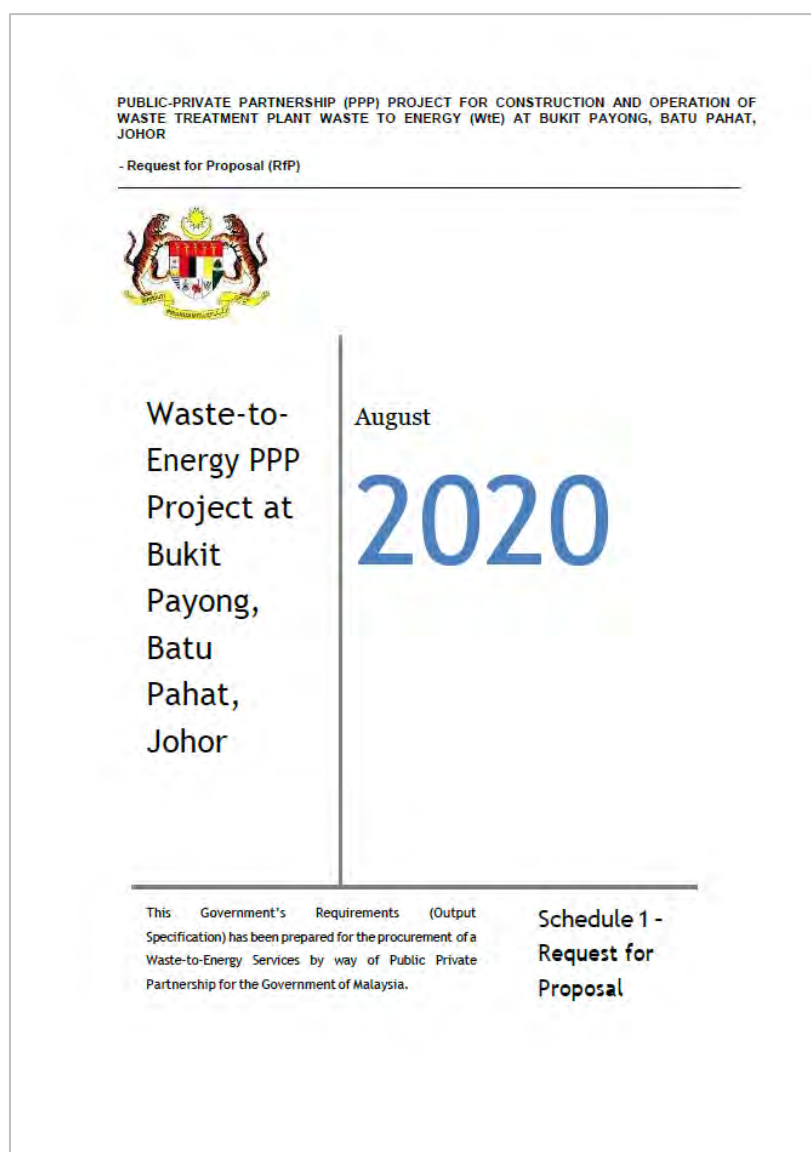 PUBLIC-PRIVATE PARTNERSHIP (PPP) PROJECT FOR CONSTRUCTION AND OPERATION OF
WASTE TREATMENT PLANT WASTE TO ENERGY (WtE) AT BUKIT PAYONG, BATU PAHAT,
JOHOR
- Request for Proposal (RfP)
Waste-to-
Energy PPP
Project at
Bukit
Payong,
Batu
Pahat,
Johor
August
2020
This Government's Requirements (Output
Specification) has been prepared for the procurement of a
Waste-to-Energy Services by way of Public Private
Partnership for the Government of Malaysia.
Schedule 1 –
Request for
Proposal